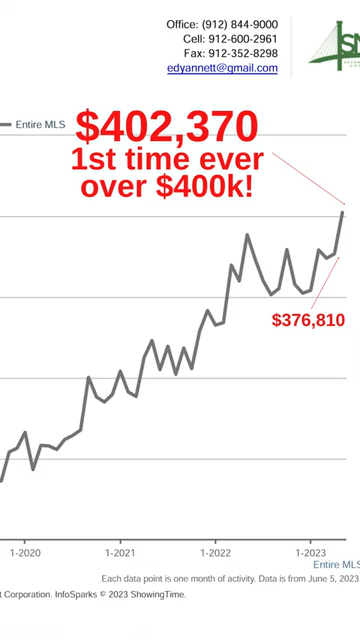 Office: (912) 844-9000
Cell: 912-600-2961
Fax: 912-352-8298
edyannett@gmail.com
Entire MLS
$402,370
1st time ever
over $400k!
$376,810
1-2020
1-2021
1-2022
1-2023
Entire MLS
Each data point is one month of activity. Data is from June 5, 2023
t Corporation. InfoSparks © 2023 ShowingTime.